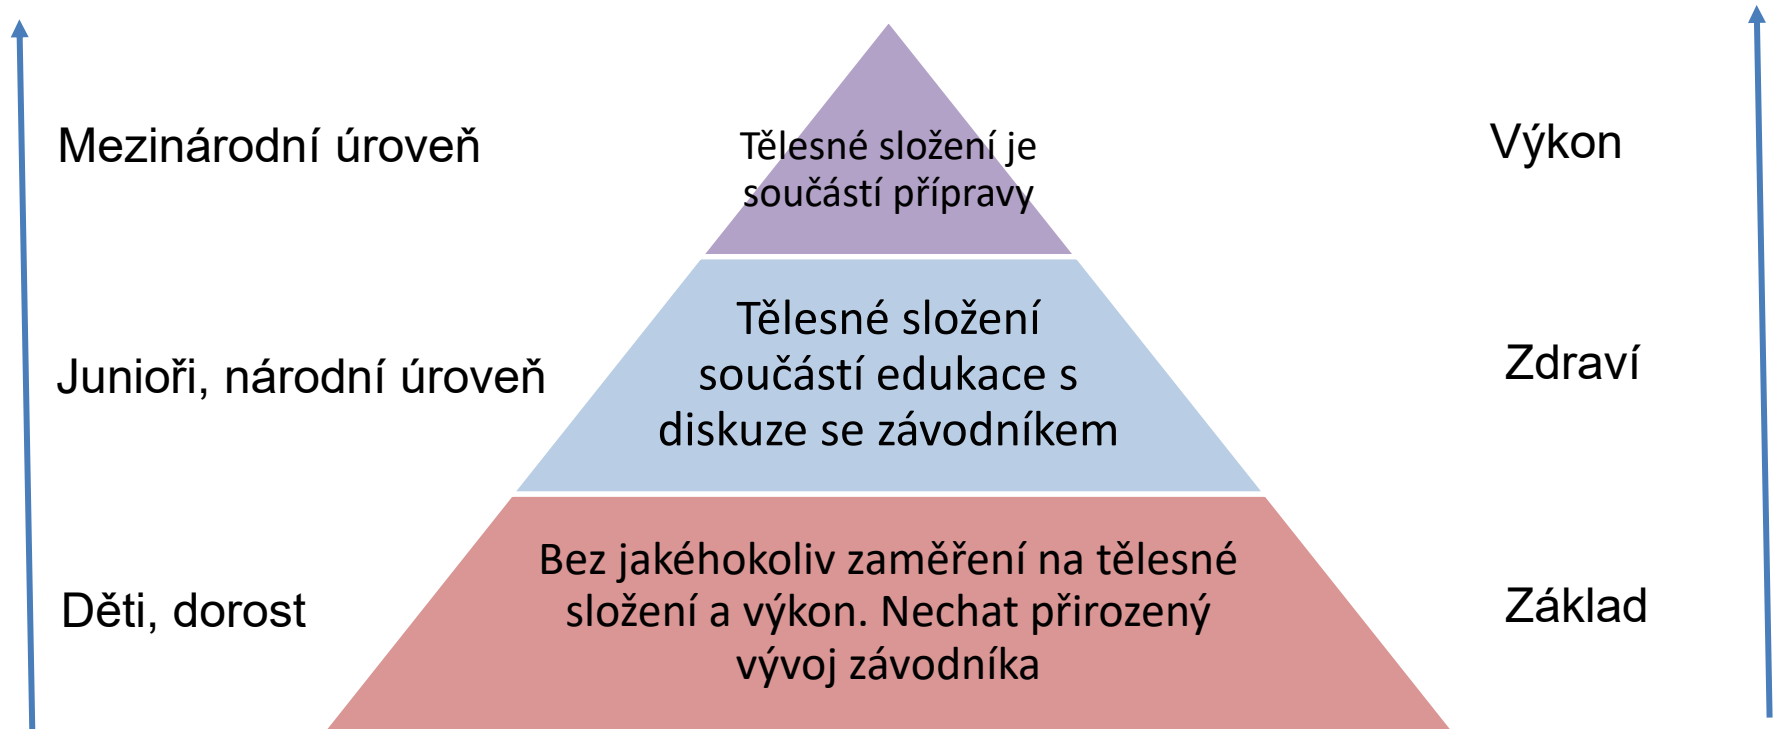 Mezinárodní úroveň
Tělesné složení je
součástí přípravy
Výkon
Junioři, národní úroveň
Tělesné složení
součástí edukace s
diskuze se závodníkem
Zdraví
Děti, dorost
Bez jakéhokoliv zaměření na tělesné
složení a výkon. Nechat přirozený
vývoj závodníka
Základ